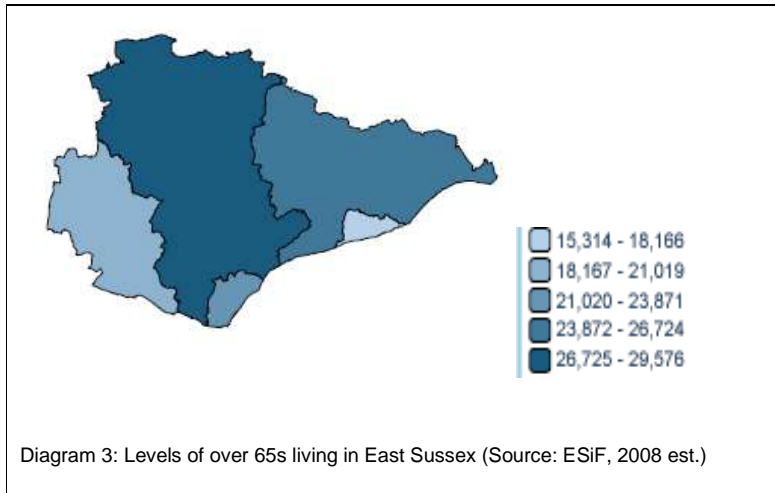 15,314 - 18,166
18,167 - 21,019
21,020 - 23,871
23,872 - 26,724
26,725 - 29,576
Diagram 3: Levels of over 65s living in East Sussex (Source: ESiF, 2008 est.)